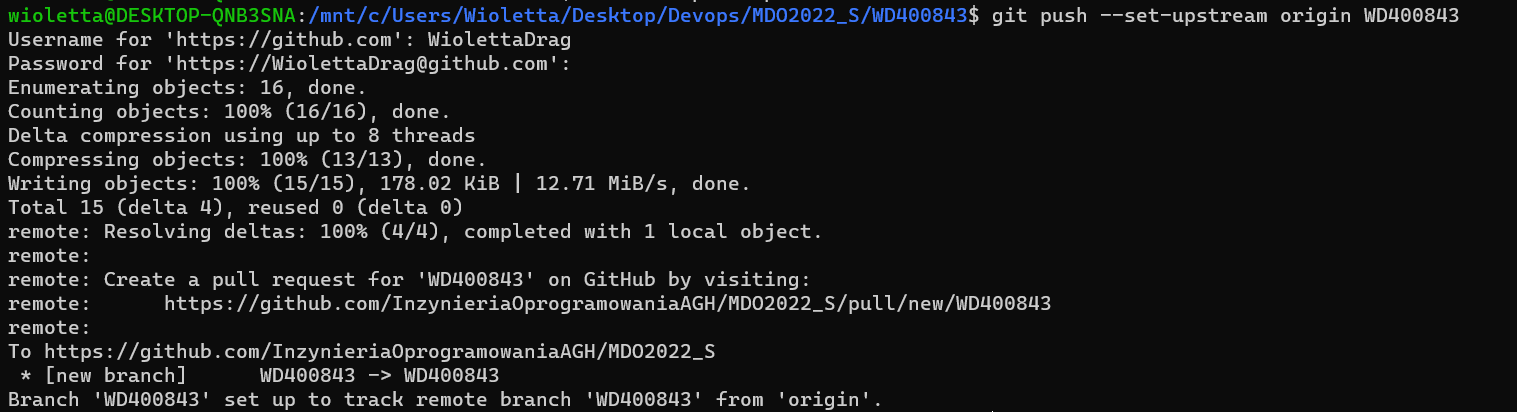 wioletta@DESKTOP-QNB3SNA:/mnt/c/Users/Wioletta/Desktop/Devops/MDO2022_S/WD400843$ git push --set-upstream origin WD400843
Username for 'https://github.com': WiolettaDrag
Password for 'https://WiolettaDrag@github.com':
Enumerating objects: 16, done.
Counting objects: 100% (16/16), done.
Delta compression using up to 8 threads
Compressing objects: 100% (13/13), done.
Writing objects: 100% (15/15), 178.02 KiB | 12.71 MiB/s, done.
Total 15 (delta 4), reused 0 (delta 0)
remote: Resolving deltas: 100% (4/4), completed with 1 local object.
remote:
remote: Create a pull request for 'WD400843' on GitHub by visiting:
remote:      https://github.com/InzynieriaOprogramowaniaAGH/MDO2022_S/pull/new/WD400843
remote:
To https://github.com/InzynieriaOprogramowaniaAGH/MDO2022_S
 * [new branch]      WD400843 -> WD400843
Branch 'WD400843' set up to track remote branch 'WD400843' from 'origin'.